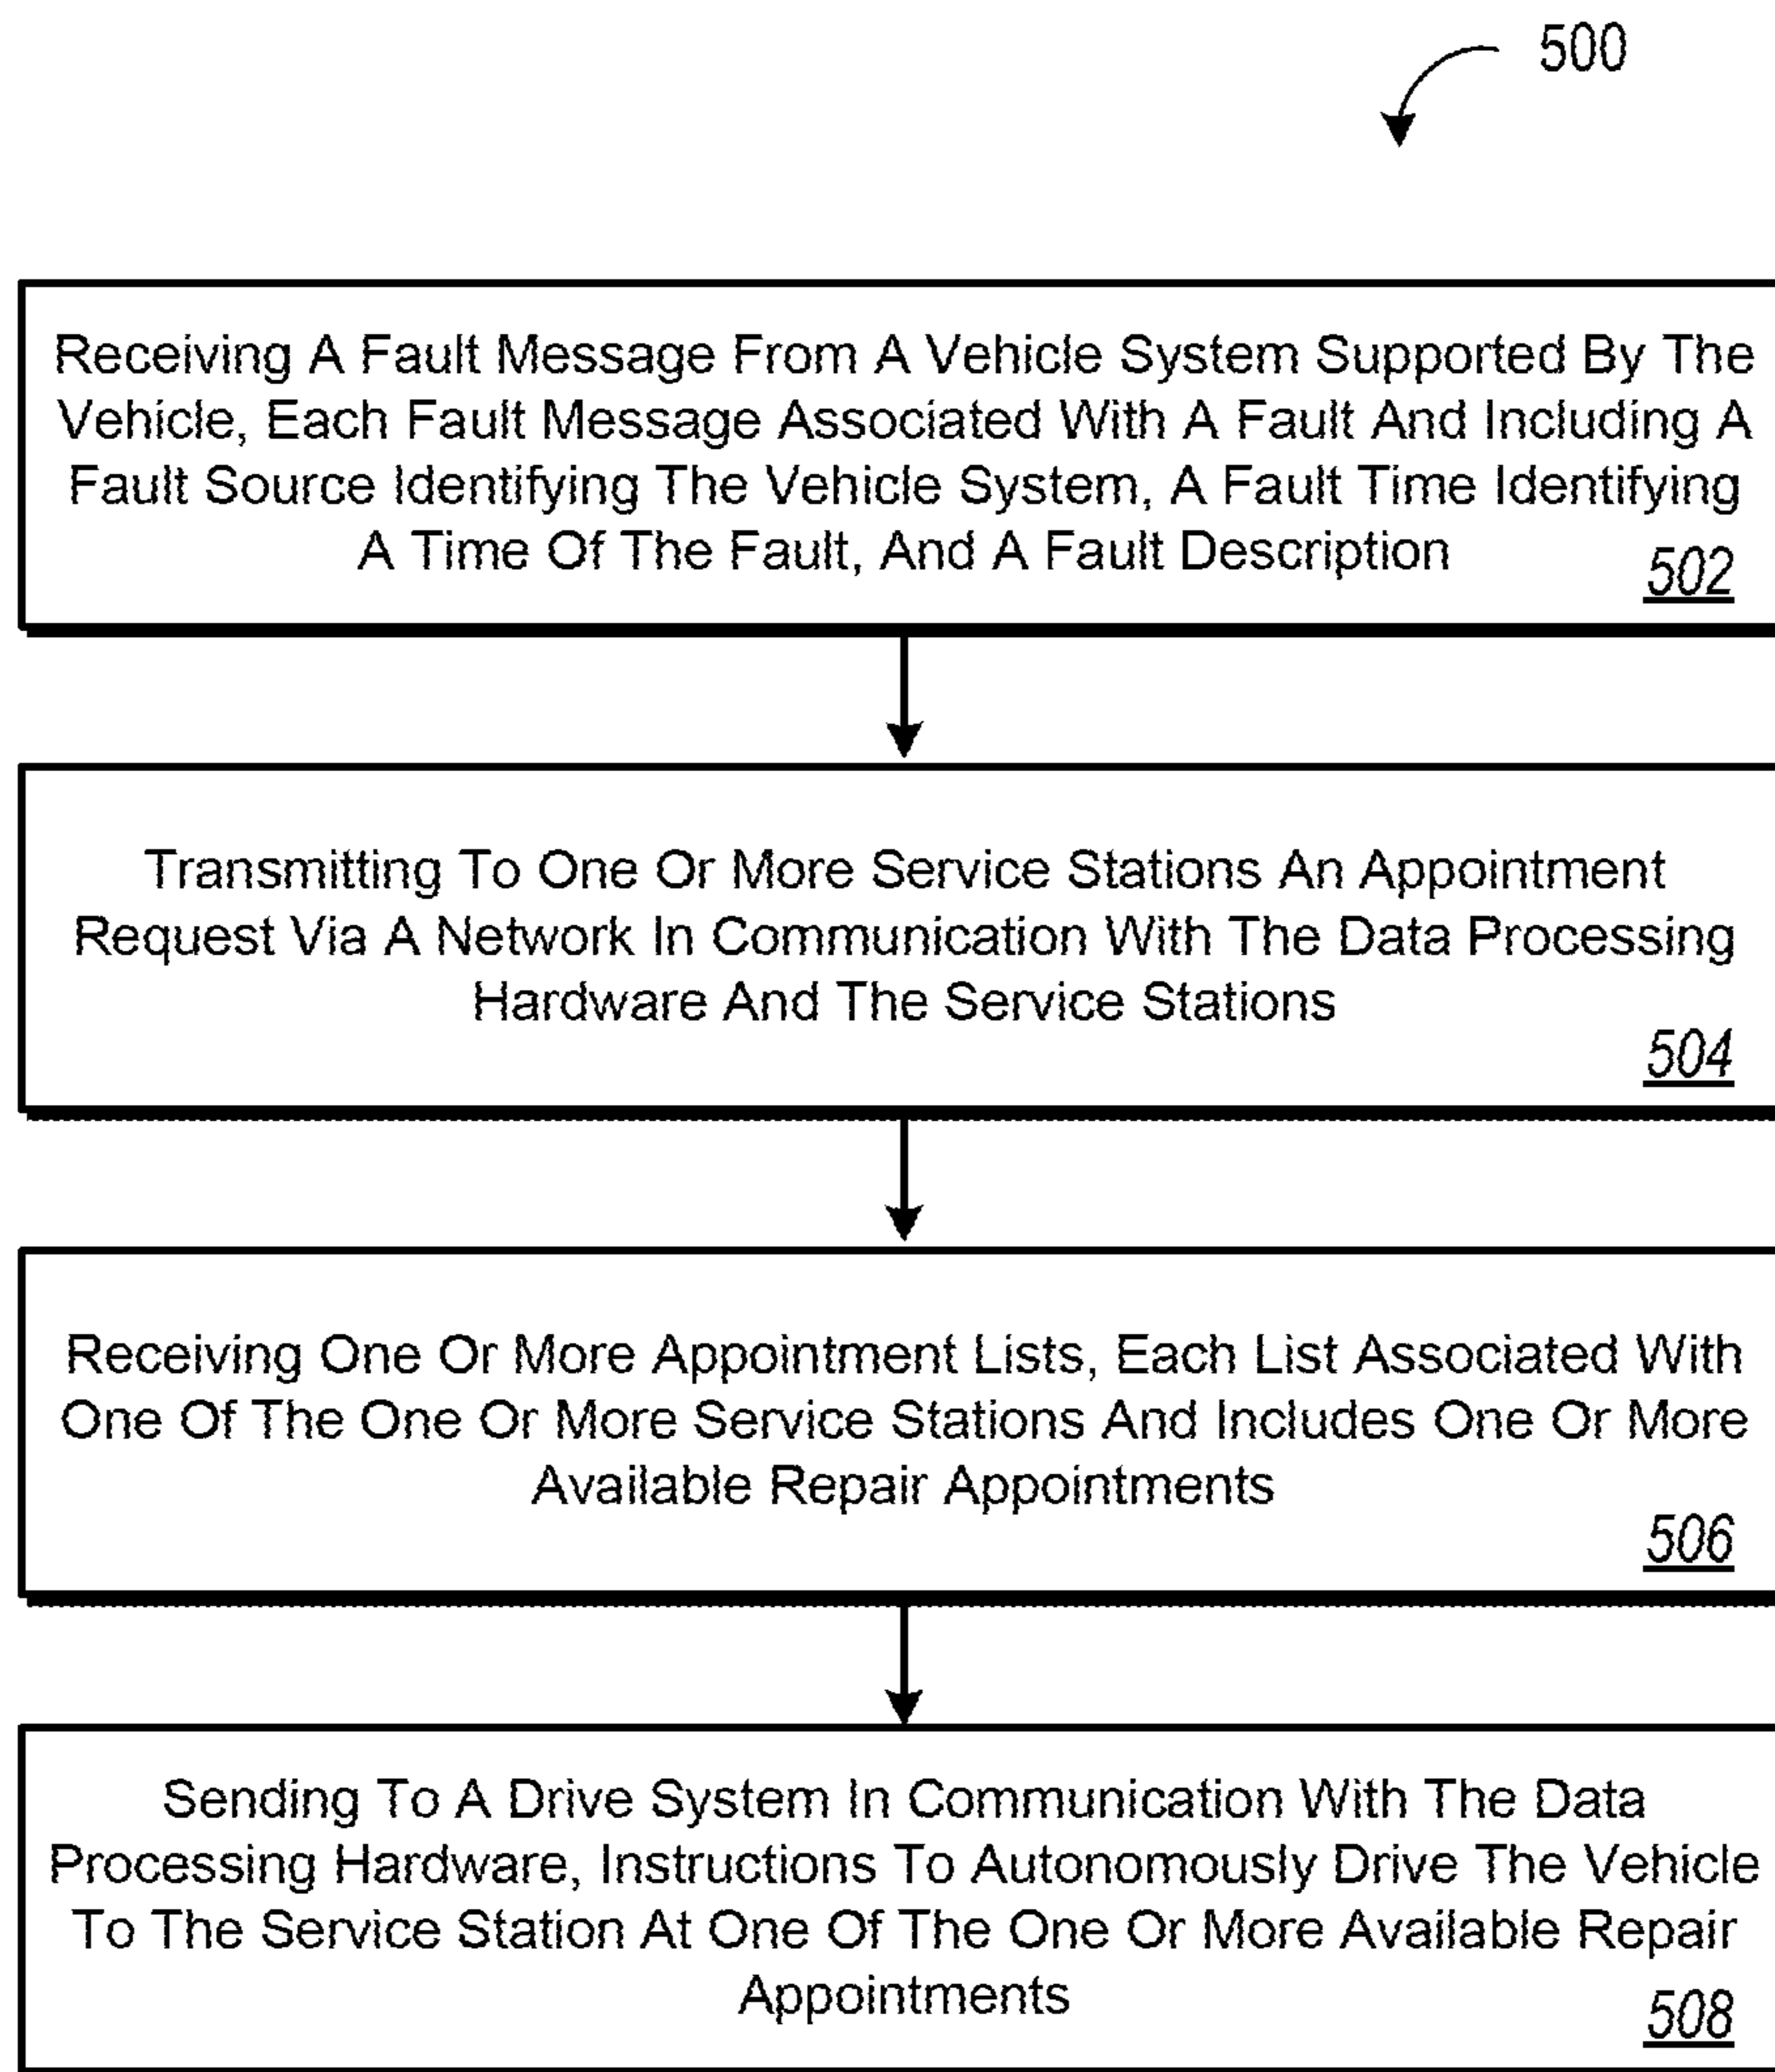 500
Receiving A Fault Message From A Vehicle System Supported By The
Vehicle, Each Fault Message Associated With A Fault And Including A
Fault Source Identifying The Vehicle System, A Fault Time Identifying
A Time Of The Fault, And A Fault Description
502
Transmitting To One Or More Service Stations An Appointment
Request Via A Network In Communication With The Data Processing
Hardware And The Service Stations
504
Receiving One Or More Appointment Lists, Each List Associated With
One Of The One Or More Service Stations And Includes One Or More
Available Repair Appointments
506
Sending To A Drive System In Communication With The Data
Processing Hardware, Instructions To Autonomously Drive The Vehicle
To The Service Station At One Of The One Or More Available Repair
Appointments
508